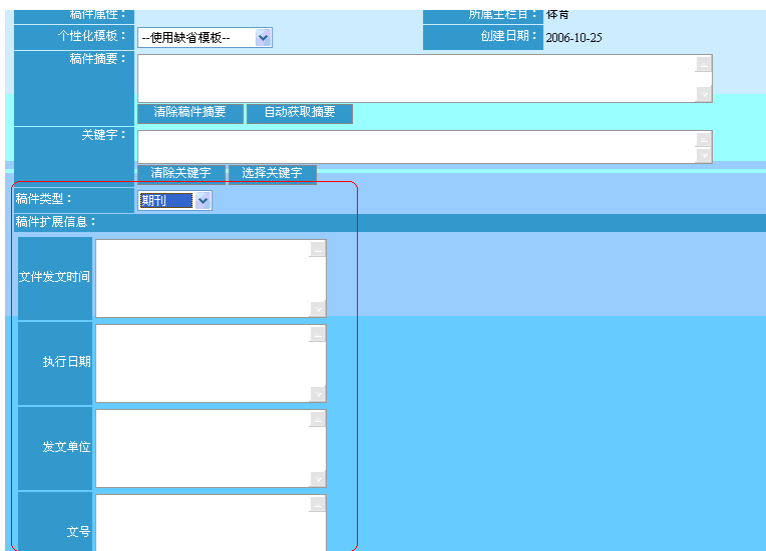 稿件属性： 所属主栏目： 体育
个性化模板： --使用缺省模板-- 创建日期： 2006-10-25
稿件摘要：
清除稿件摘要 自动获取摘要
关键字：
清除关键字 选择关键字
稿件类型： 期刊
稿件扩展信息：
文件发文时间
执行日期
发文单位
文号